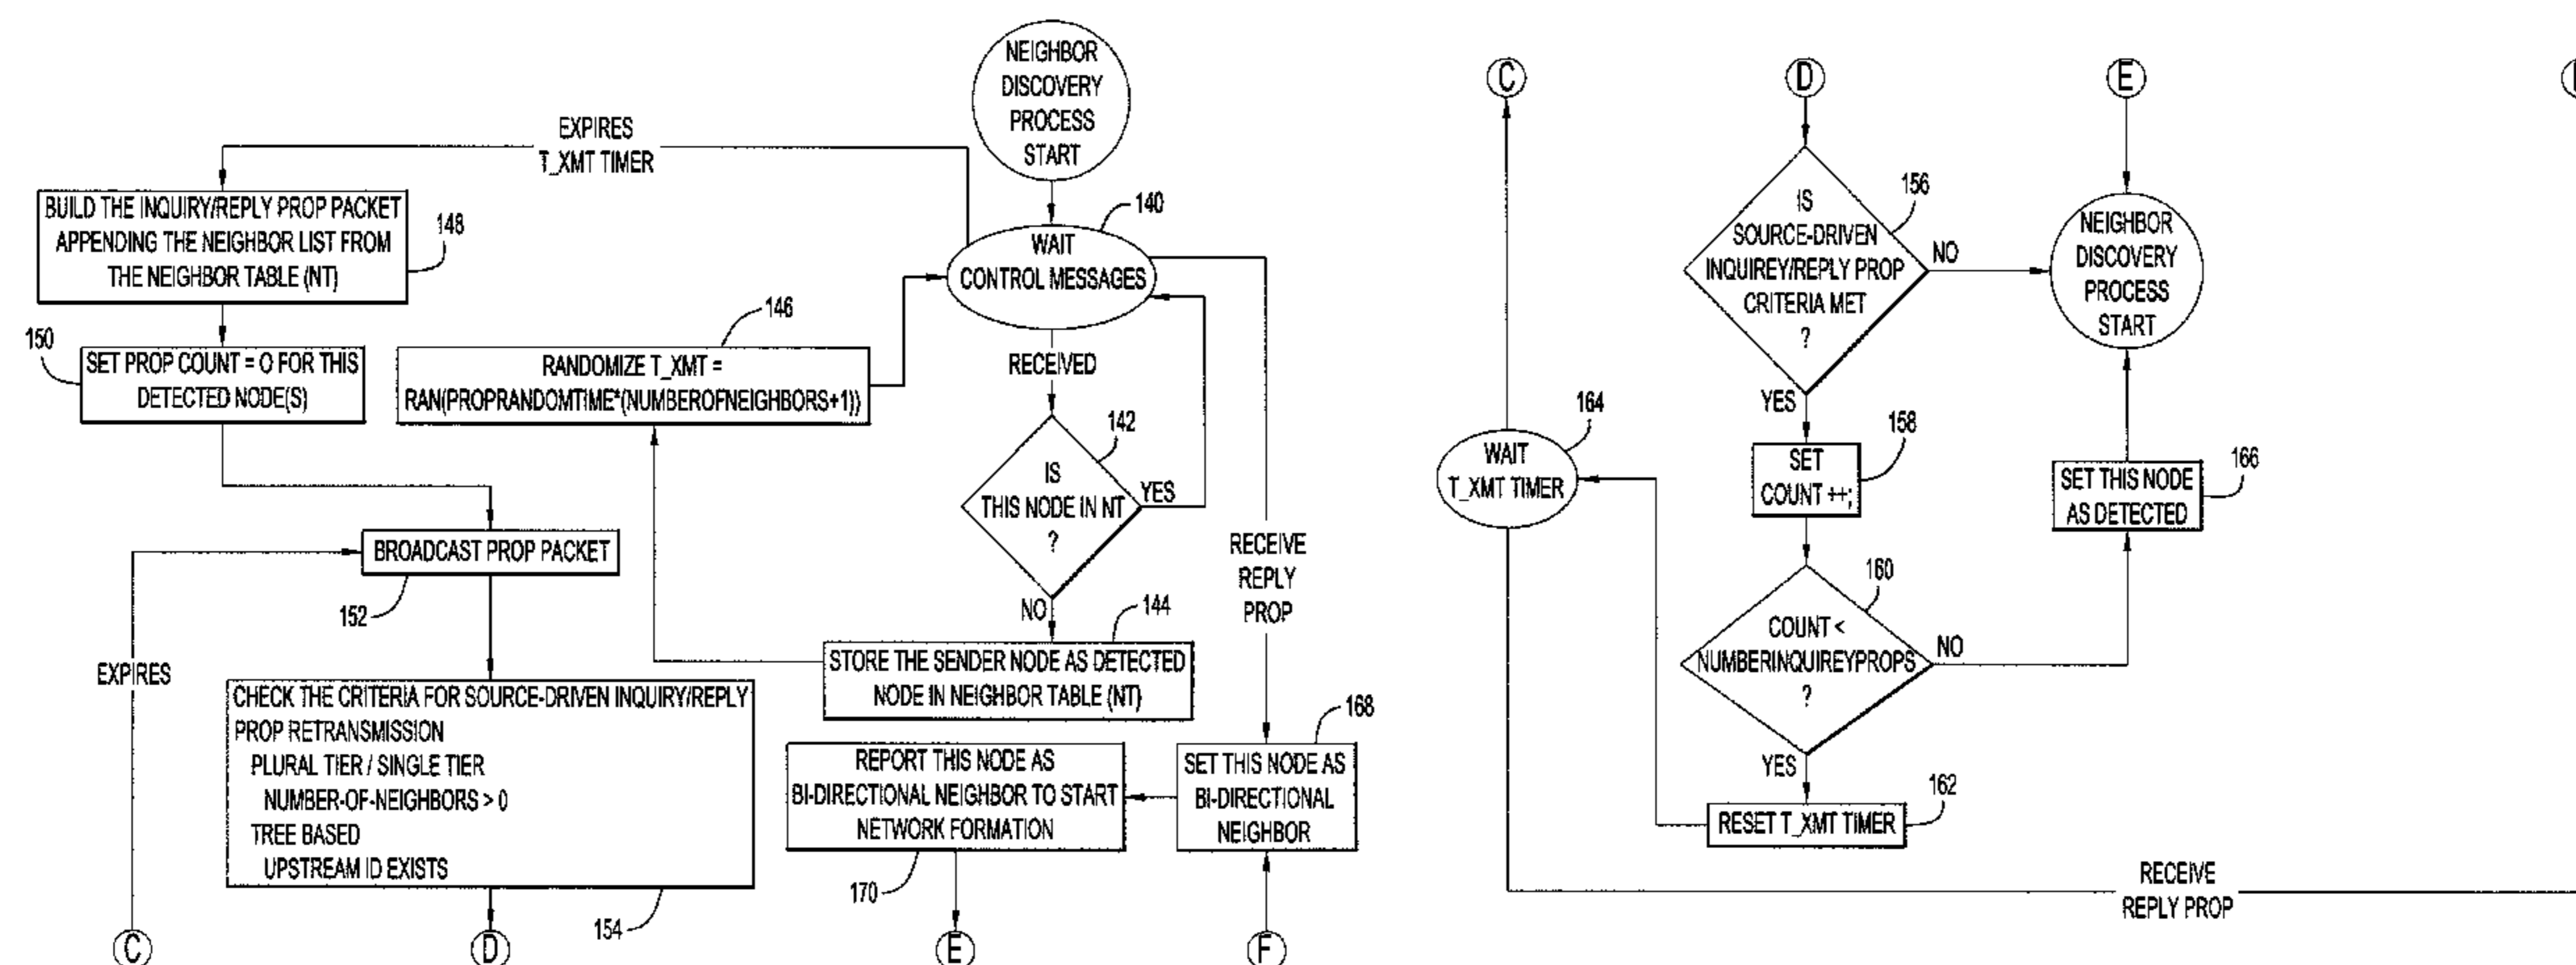 NEIGHBOR
DISCOVERY
PROCESS
START
EXPIRES
T_XMT TIMER
BUILD THE INQUIRY/REPLY PROP PACKET
APPENDING THE NEIGHBOR LIST FROM
THE NEIGHBOR TABLE (NT)
148
140
WAIT
CONTROL MESSAGES
150
SET PROP COUNT = O FOR THIS
DETECTED NODE(S)
146
RANDOMIZE T_XMT =
RAN(PROPRANDOMTIME*(NUMBEROFNEIGHBORS+1))
RECEIVED
142
IS
THIS NODE IN NT
?
YES
NO
BROADCAST PROP PACKET
152
RECEIVE
REPLY
PROP
144
STORE THE SENDER NODE AS DETECTED
NODE IN NEIGHBOR TABLE (NT)
EXPIRES
CHECK THE CRITERIA FOR SOURCE-DRIVEN INQUIRY/REPLY
PROP RETRANSMISSION
PLURAL TIER / SINGLE TIER
NUMBER-OF-NEIGHBORS > 0
TREE BASED
UPSTREAM ID EXISTS
154
168
SET THIS NODE AS
BI-DIRECTIONAL
NEIGHBOR
REPORT THIS NODE AS
BI-DIRECTIONAL NEIGHBOR TO START
NETWORK FORMATION
170
C
D
E
F
C
D
E
156
IS
SOURCE-DRIVEN
INQUIREY/REPLY PROP
CRITERIA MET
?
NO
YES
NEIGHBOR
DISCOVERY
PROCESS
START
164
WAIT
T_XMT TIMER
158
SET
COUNT ++;
166
SET THIS NODE
AS DETECTED
160
COUNT <
NUMBERINQUIREYPROPS
?
NO
YES
162
RESET T_XMT TIMER
RECEIVE
REPLY PROP